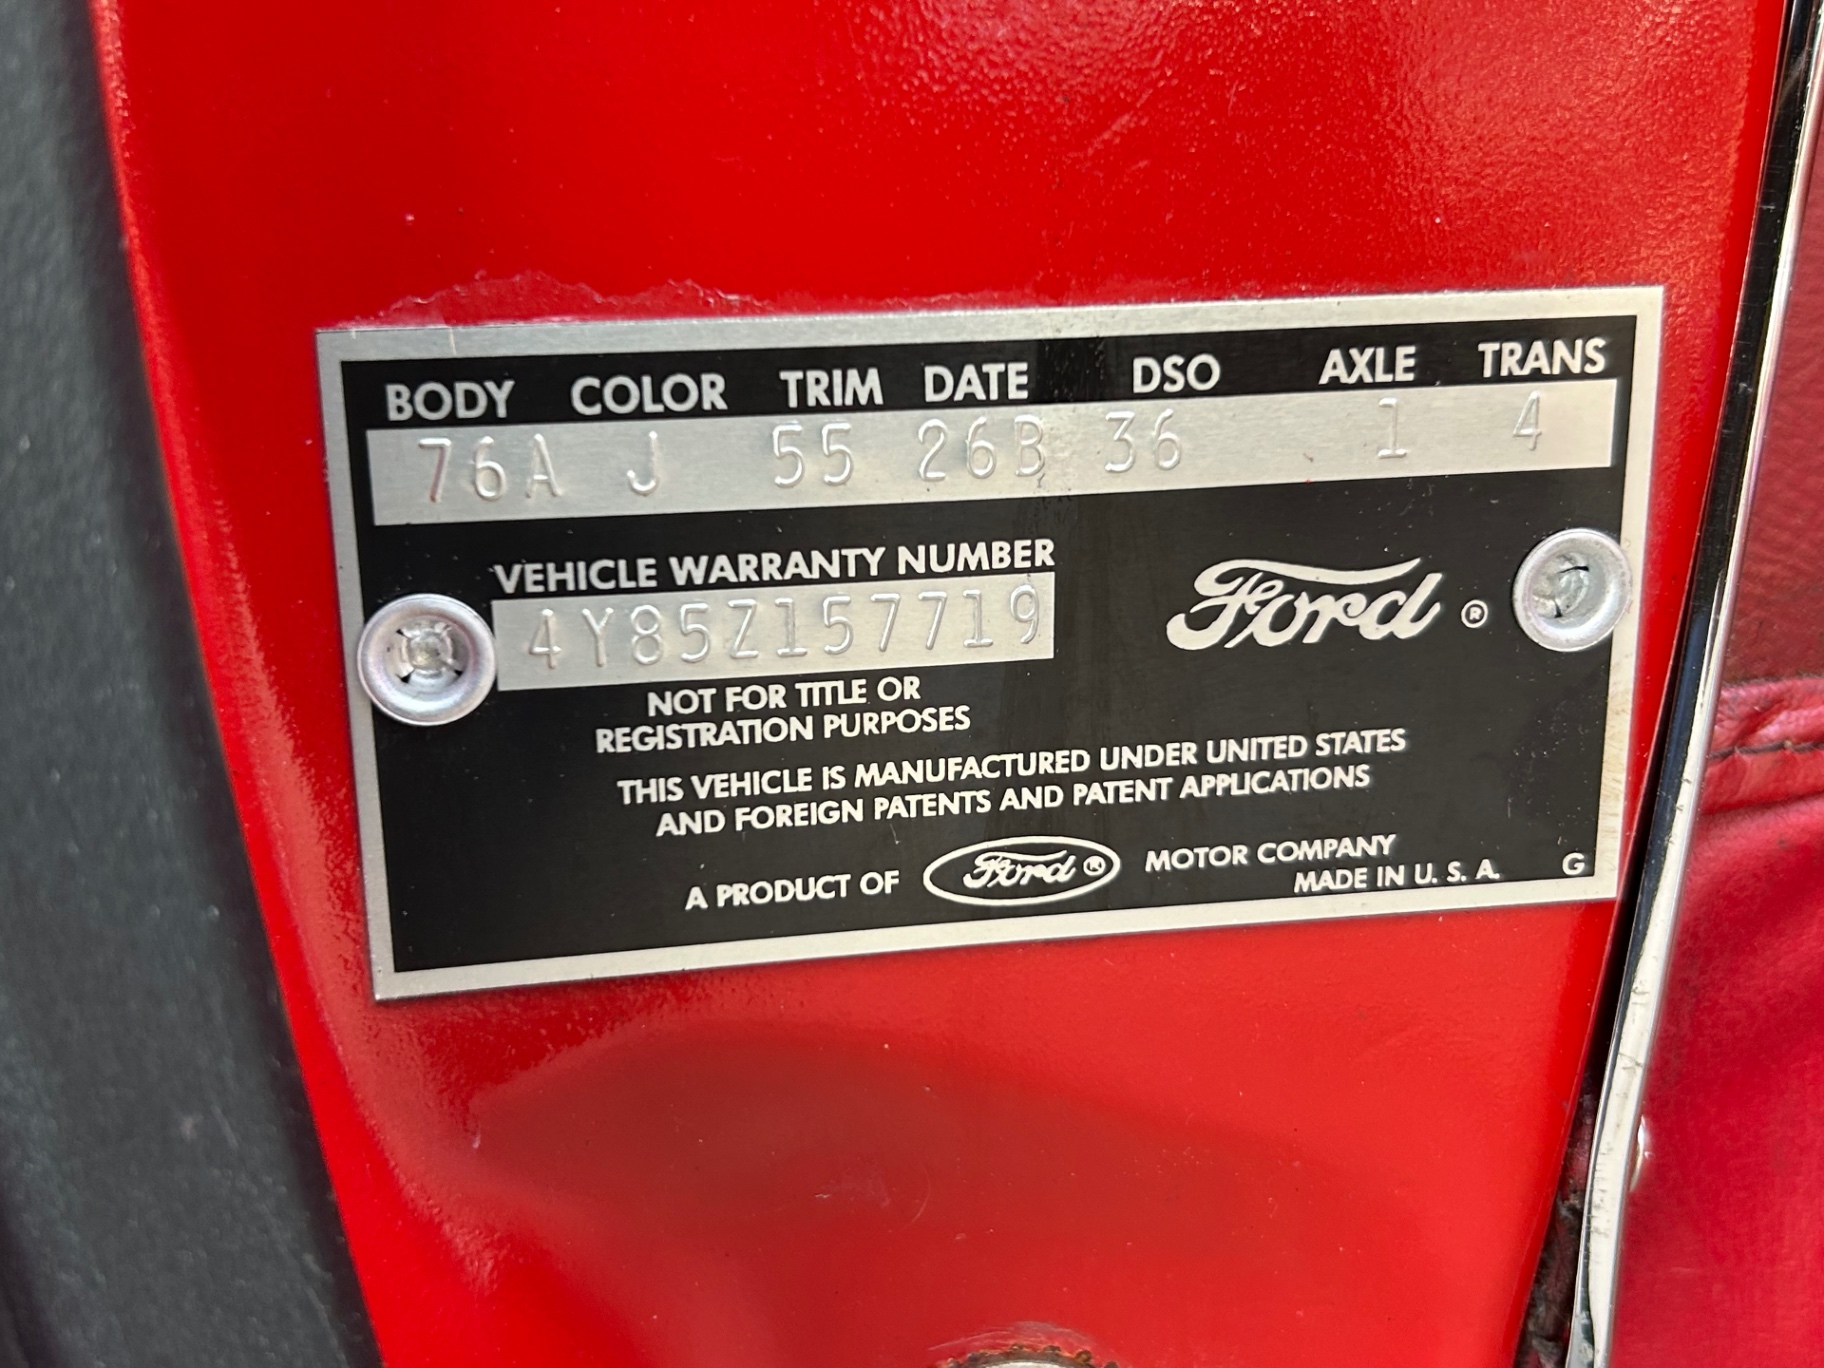 BODY COLOR TRIM DATE DSO AXLE TRANS
76A J 55 26B 36 1 4
VEHICLE WARRANTY NUMBER
4Y85Z157719
Ford ®
NOT FOR TITLE OR
REGISTRATION PURPOSES
THIS VEHICLE IS MANUFACTURED UNDER UNITED STATES
AND FOREIGN PATENTS AND PATENT APPLICATIONS
A PRODUCT OF Ford ® MOTOR COMPANY
MADE IN U. S. A. G